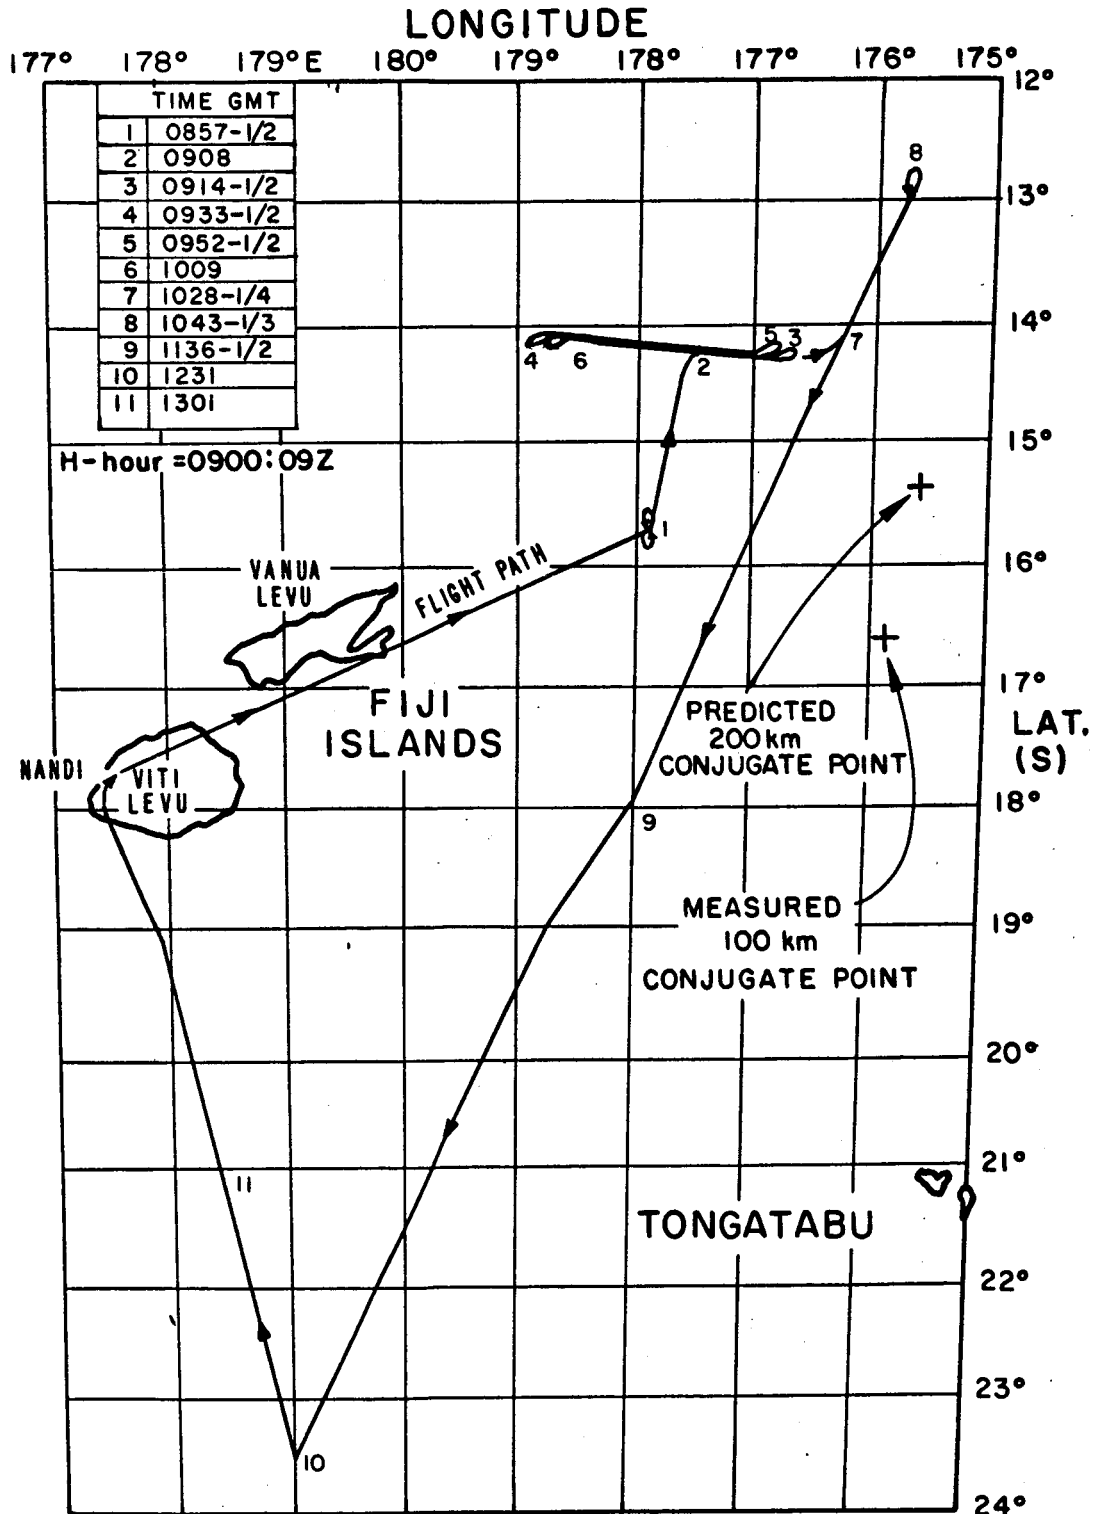 LONGITUDE
177° 178° 179°E 180° 179° 178° 177° 176° 175°
12°
TIME GMT
1 0857-1/2
2 0908
3 0914-1/2
4 0933-1/2
5 0952-1/2
6 1009
7 1028-1/4
8 1043-1/3
9 1136-1/2
10 1231
11 1301
H-hour =0900:09Z
8
13°
14°
5 3 7
4 6 2
15°
1
16°
VANUA
LEVU
FLIGHT PATH
17°
FIJI
ISLANDS
PREDICTED
200 km
CONJUGATE POINT
LAT.
(S)
NANDI
VITI
LEVU
18°
9
MEASURED
100 km
CONJUGATE POINT
19°
20°
21°
11
TONGATABU
22°
23°
10
24°